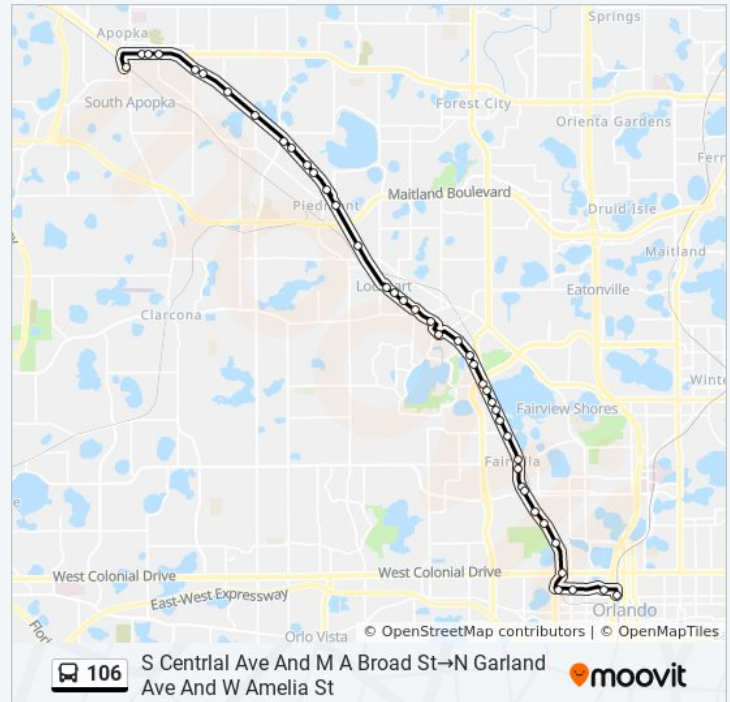 Apopka
Springs
South Apopka
Forest City
Orienta Gardens
Fern
Maitland Boulevard
Piedmont
Druid Isle
Maitland
Lockhart
Eatonville
Clarcona
Winte
Fairview Shores
Fairvilla
e
West Colonial Drive
West Colonial Drive
East-West Expressway
Orlando
Flori
Orlo Vista
© OpenStreetMap contributors | © OpenMapTiles
106
S Centrlal Ave And M A Broad St→N Garland
Ave And W Amelia St
moovit